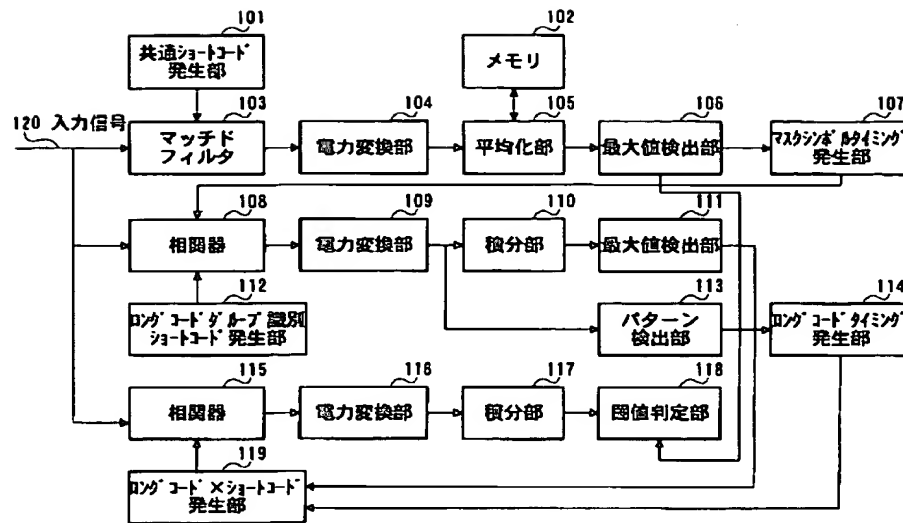 101
共通ショートコード
発生部
102
メモリ
120 入力信号
103
マッチド
フィルタ
104
電力変換部
105
平均化部
106
最大値検出部
107
マスクシンボルタイミング
発生部
108
相関器
109
電力変換部
110
積分部
111
最大値検出部
112
ロングコードグループ識別
ショートコード発生部
113
パターン
検出部
114
ロングコードタイミング
発生部
115
相関器
116
電力変換部
117
積分部
118
閾値判定部
119
ロングコード×ショートコード
発生部